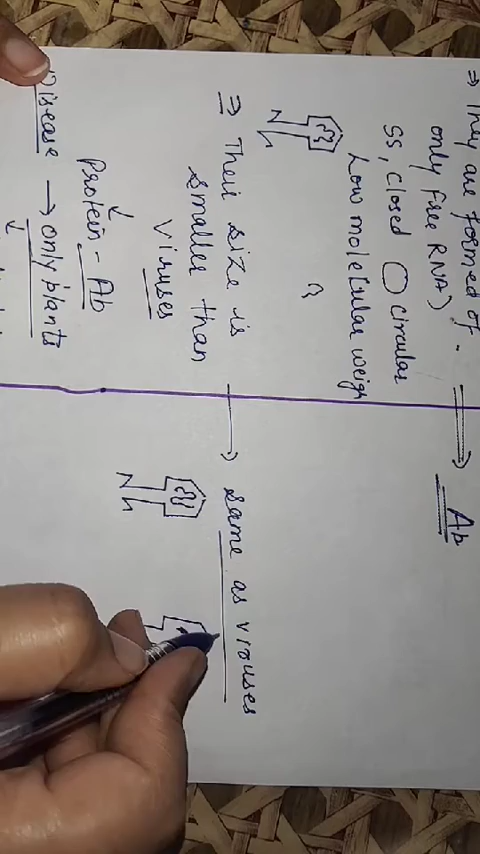 ⇒ They are formed of.
only free RNA)
SS, closed circular
Low molecular weigh
⇒ Their size is
smaller than
viruses
Protein - Ab
Disease → only plants
Ab
→ same as viruses